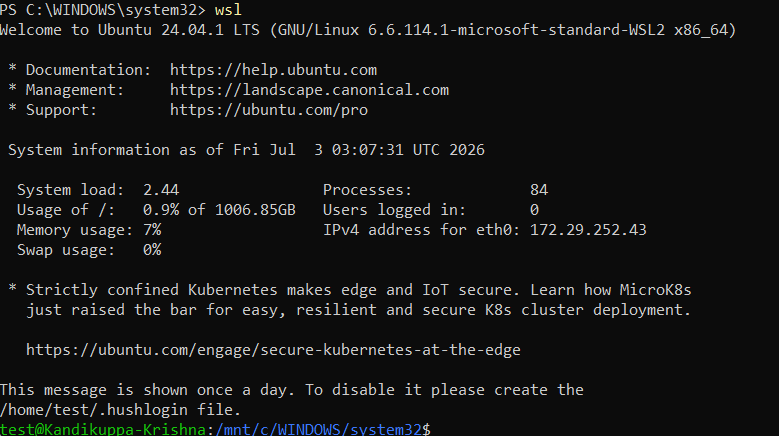 PS C:\WINDOWS\system32> wsl
Welcome to Ubuntu 24.04.1 LTS (GNU/Linux 6.6.114.1-microsoft-standard-WSL2 x86_64)

 * Documentation:  https://help.ubuntu.com
 * Management:     https://landscape.canonical.com
 * Support:        https://ubuntu.com/pro

 System information as of Fri Jul  3 03:07:31 UTC 2026

  System load:  2.44                Processes:             84
  Usage of /:   0.9% of 1006.85GB   Users logged in:       0
  Memory usage: 7%                  IPv4 address for eth0: 172.29.252.43
  Swap usage:   0%

 * Strictly confined Kubernetes makes edge and IoT secure. Learn how MicroK8s
   just raised the bar for easy, resilient and secure K8s cluster deployment.

   https://ubuntu.com/engage/secure-kubernetes-at-the-edge

This message is shown once a day. To disable it please create the
/home/test/.hushlogin file.
test@Kandikuppa-Krishna:/mnt/c/WINDOWS/system32$